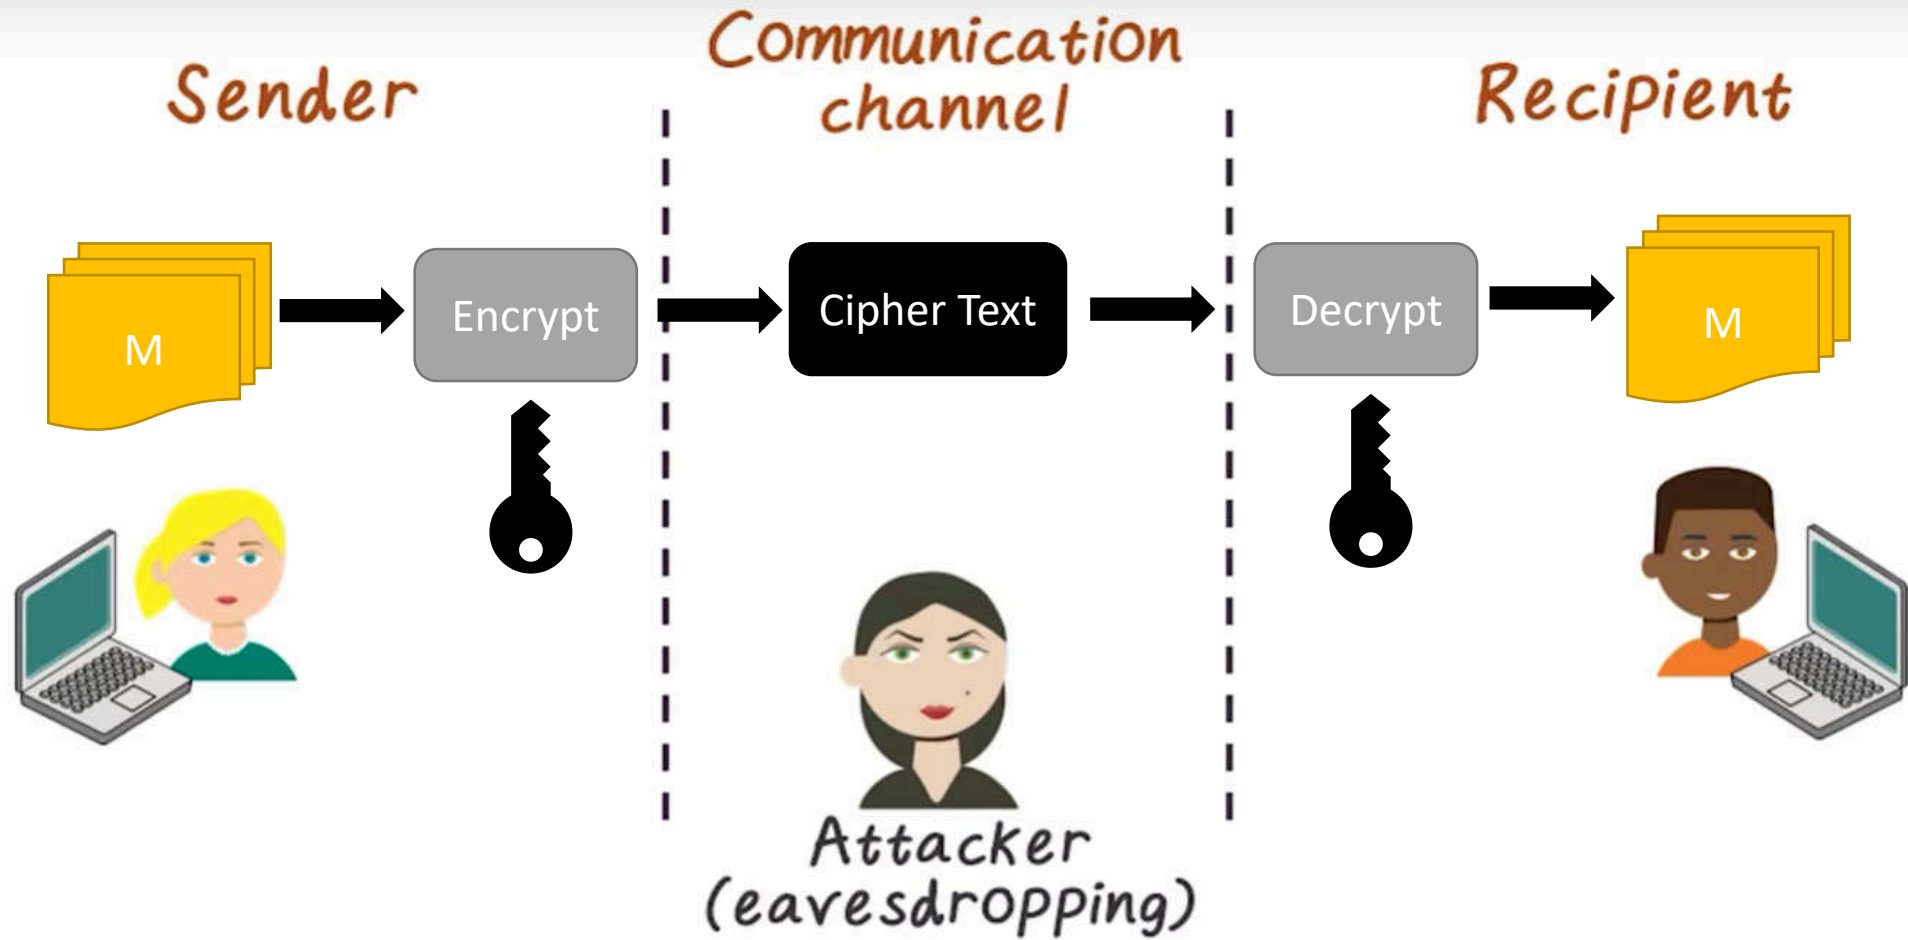 Sender
Communication
channel
Recipient
M
Encrypt
Cipher Text
Decrypt
M
Attacker
(eavesdropping)